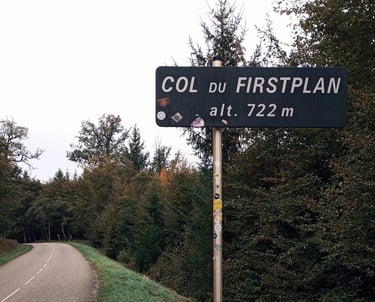 COL DU FIRSTPLAN
alt. 722 m